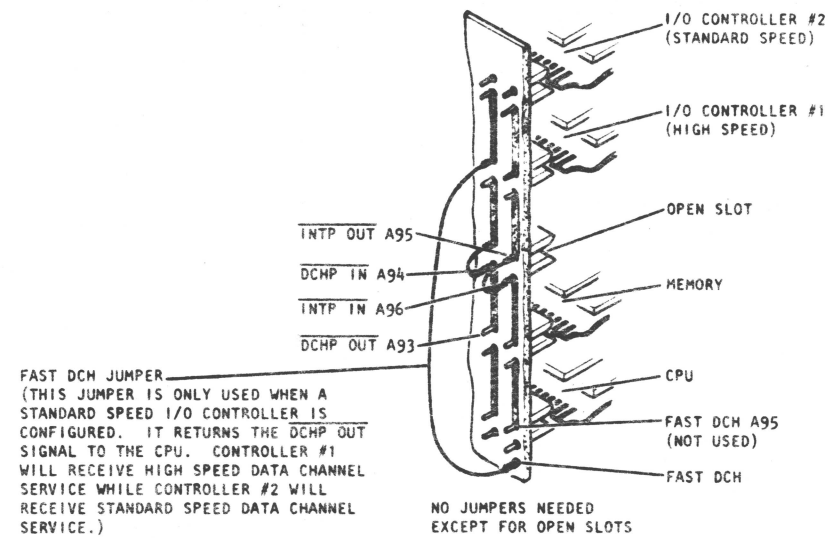 I/O CONTROLLER #2
(STANDARD SPEED)
I/O CONTROLLER #1
(HIGH SPEED)
OPEN SLOT
INTP OUT A95
DCHP IN A94
INTP IN A96
DCHP OUT A93
MEMORY
CPU
FAST DCH A95
(NOT USED)
FAST DCH
FAST DCH JUMPER
(THIS JUMPER IS ONLY USED WHEN A
STANDARD SPEED I/O CONTROLLER IS
CONFIGURED. IT RETURNS THE DCHP OUT
SIGNAL TO THE CPU. CONTROLLER #1
WILL RECEIVE HIGH SPEED DATA CHANNEL
SERVICE WHILE CONTROLLER #2 WILL
RECEIVE STANDARD SPEED DATA CHANNEL
SERVICE.)
NO JUMPERS NEEDED
EXCEPT FOR OPEN SLOTS